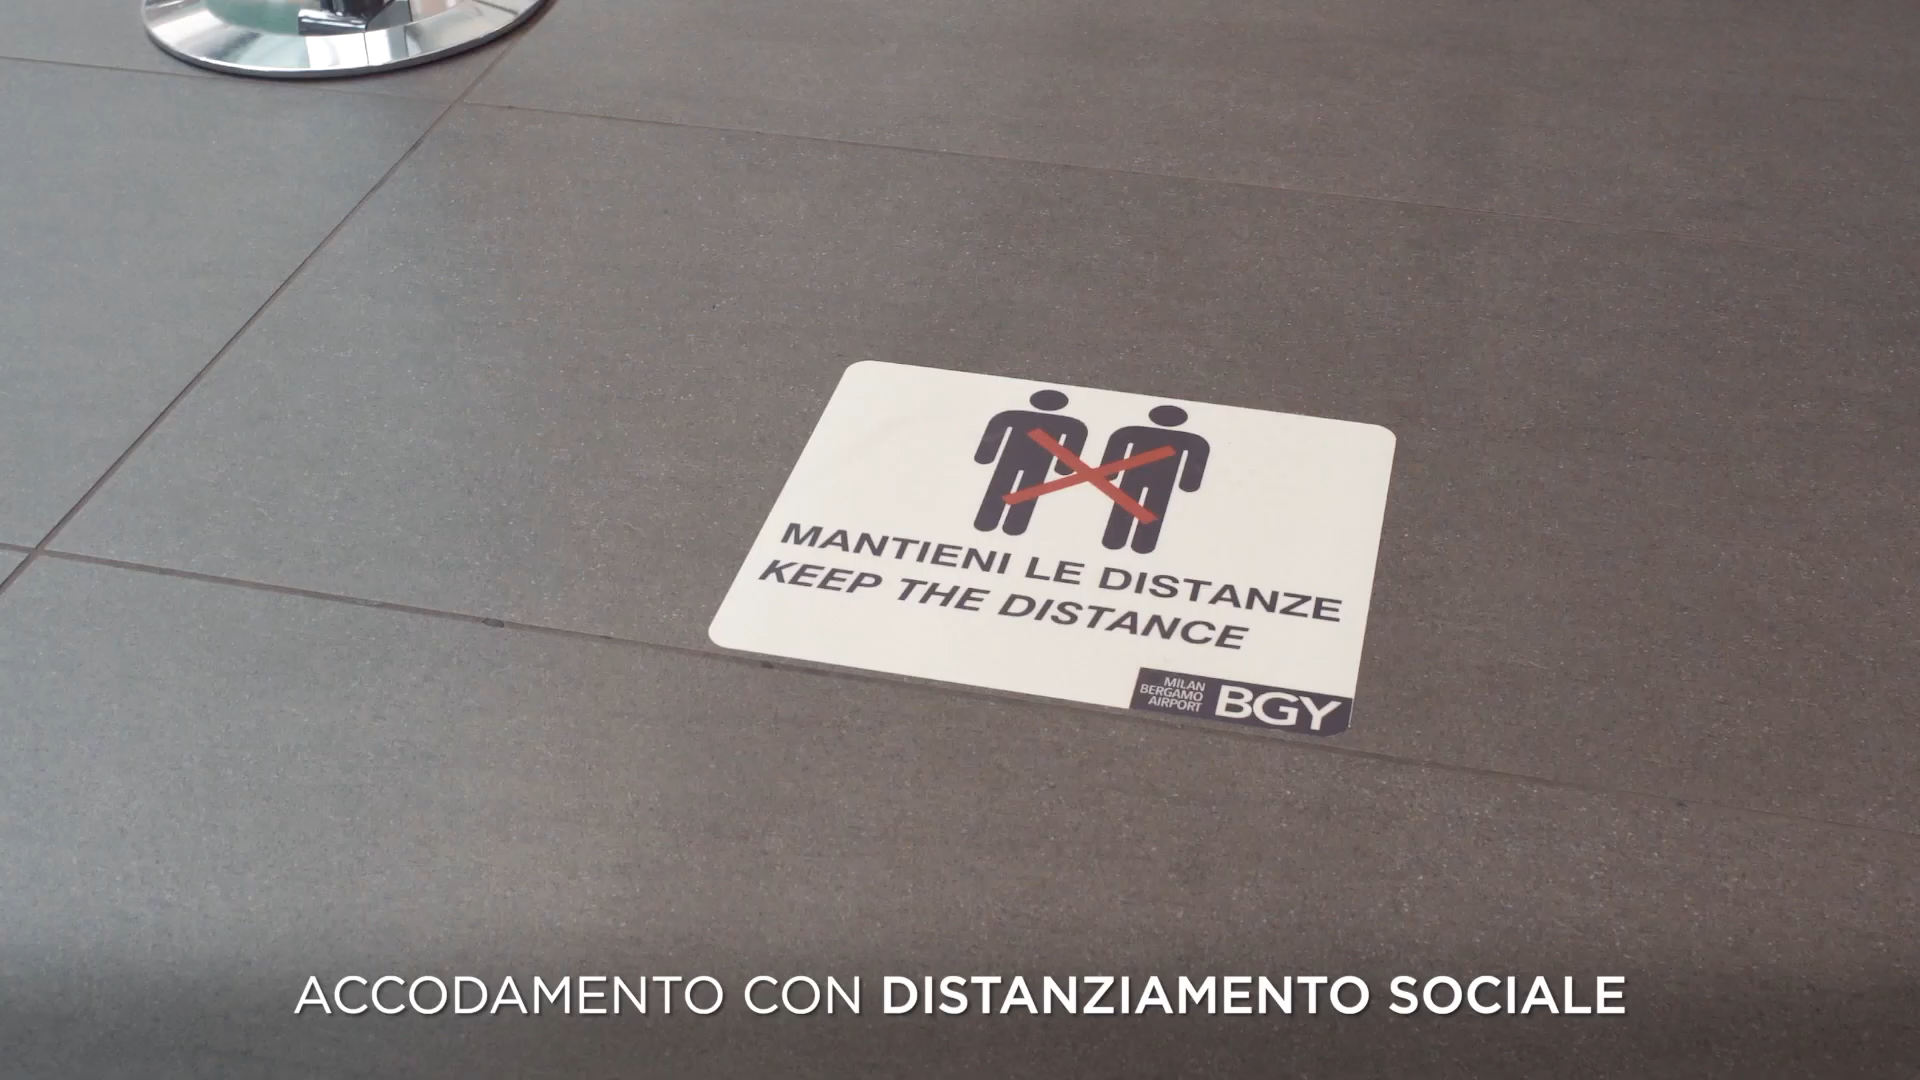 MANTIENI LE DISTANZE
KEEP THE DISTANCE
MILAN
BERGAMO
AIRPORT
BGY
ACCODAMENTO CON DISTANZIAMENTO SOCIALE